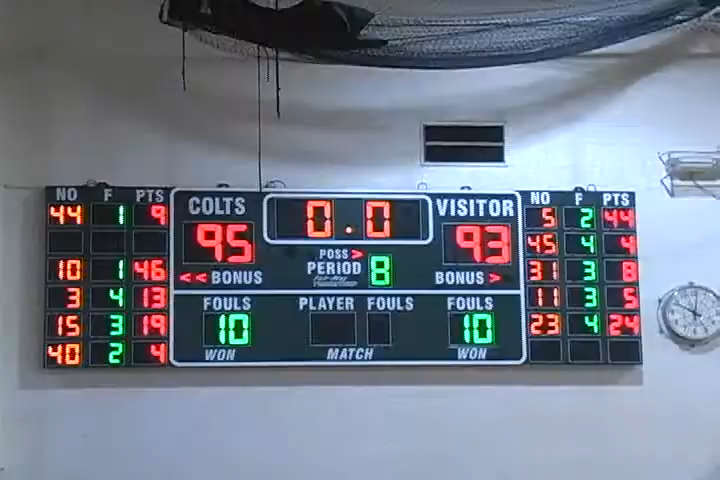 NO F PTS
44 1 9
10 1 46
3 4 13
15 3 19
40 2 4
COLTS
95
<< BONUS
0.0
POSS >
PERIOD 8
VISITOR
93
BONUS >
FOULS
10
WON
PLAYER FOULS
MATCH
FOULS
10
WON
NO F PTS
5 2 44
45 4 4
31 3 8
11 3 5
23 4 24